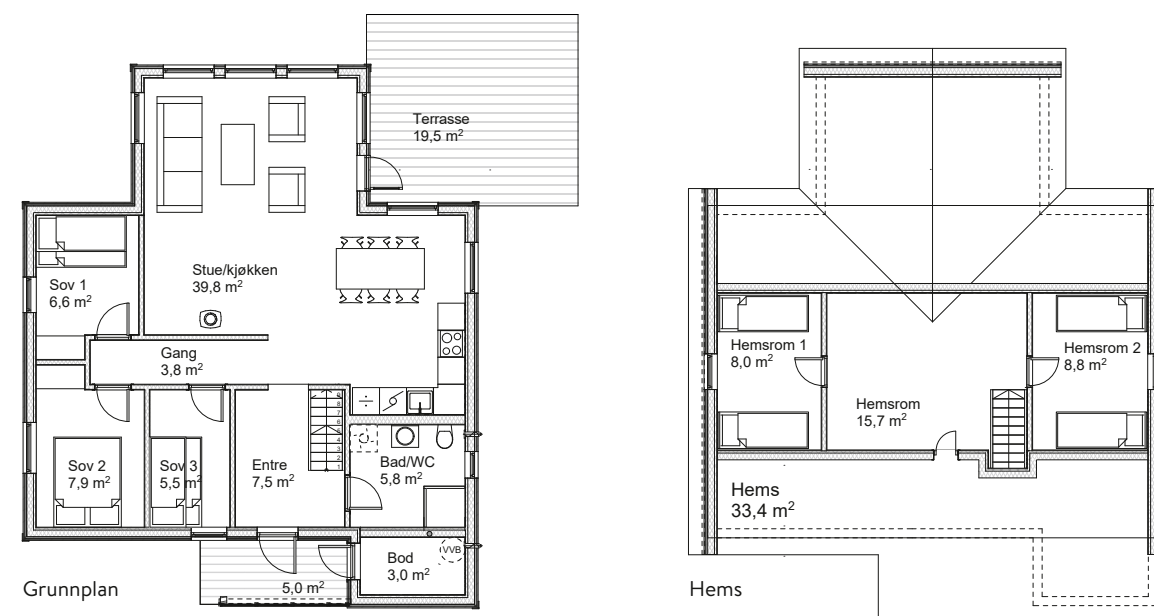 Terrasse
19,5 m²
Stue/kjøkken
39,8 m²
Sov 1
6,6 m²
Gang
3,8 m²
Sov 2
7,9 m²
Sov 3
5,5 m²
Entre
7,5 m²
Bad/WC
5,8 m²
Bod
3,0 m²
VVB
5,0 m²
Grunnplan
Hemsrom 1
8,0 m²
Hemsrom 2
8,8 m²
Hemsrom
15,7 m²
Hems
33,4 m²
Hems